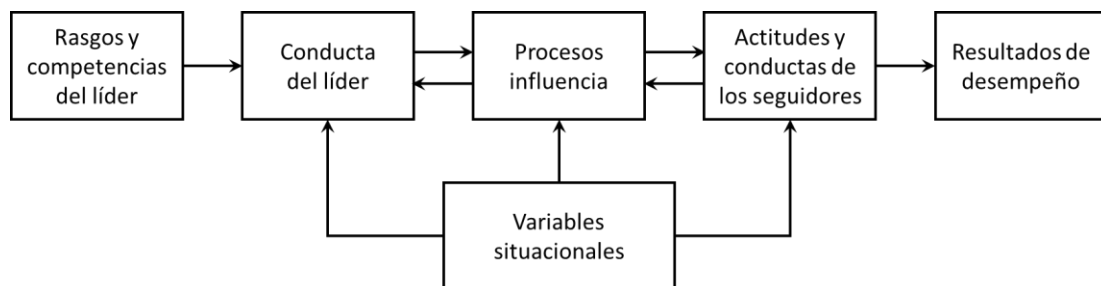 Rasgos y
competencias
del líder
Conducta
del líder
Procesos
influencia
Actitudes y
conductas de
los seguidores
Resultados de
desempeño
Variables
situacionales